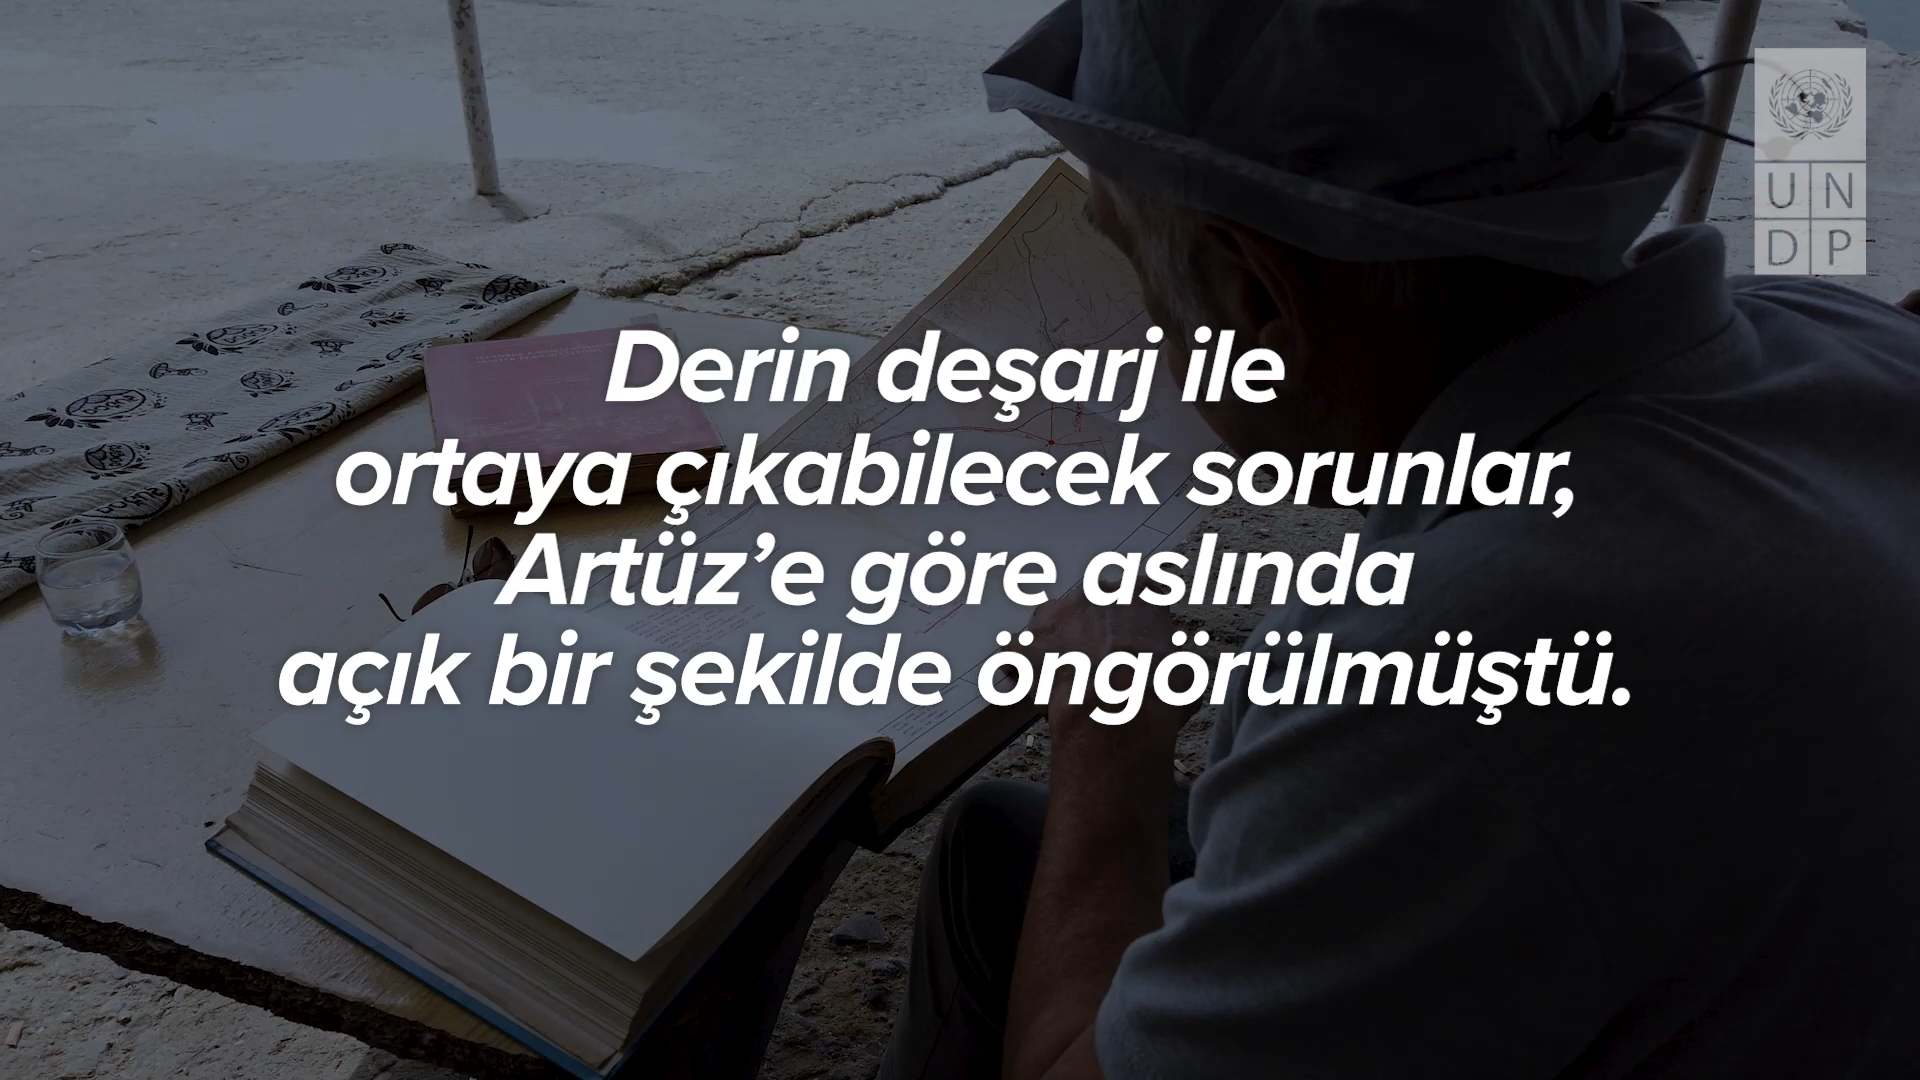 U N
D P
Derin deşarj ile
ortaya çıkabilecek sorunlar,
Artüz’e göre aslında
açık bir şekilde öngörülmüştü.